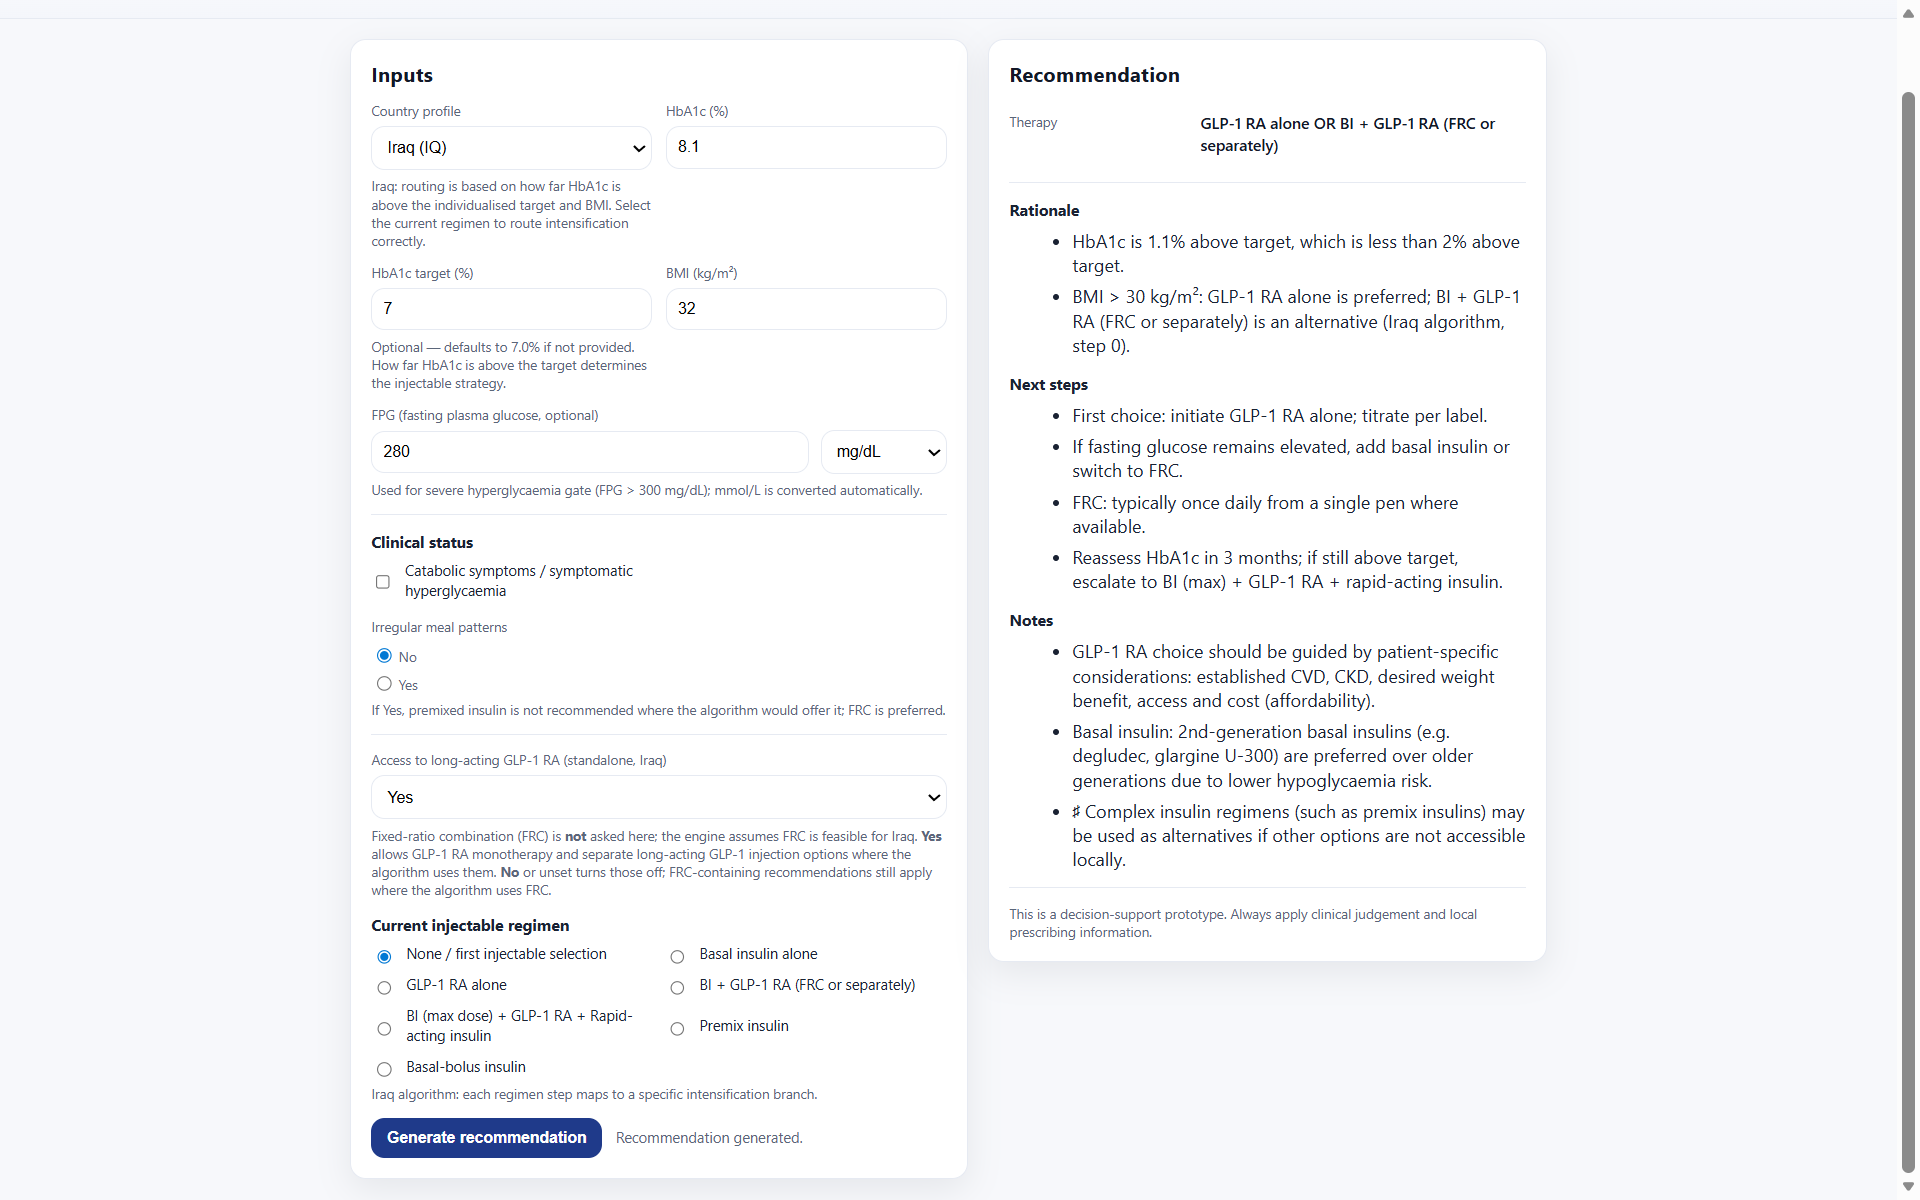 Inputs
Country profile
HbA1c (%)
Iraq (IQ)
8.1
Iraq: routing is based on how far HbA1c is
above the individualised target and BMI. Select
the current regimen to route intensification
correctly.
HbA1c target (%)
BMI (kg/m²)
7
32
Optional — defaults to 7.0% if not provided.
How far HbA1c is above the target determines
the injectable strategy.
FPG (fasting plasma glucose, optional)
280
mg/dL
Used for severe hyperglycaemia gate (FPG > 300 mg/dL); mmol/L is converted automatically.
Clinical status
Catabolic symptoms / symptomatic
hyperglycaemia
Irregular meal patterns
No
Yes
If Yes, premixed insulin is not recommended where the algorithm would offer it; FRC is preferred.
Access to long-acting GLP-1 RA (standalone, Iraq)
Yes
Fixed-ratio combination (FRC) is not asked here; the engine assumes FRC is feasible for Iraq. Yes
allows GLP-1 RA monotherapy and separate long-acting GLP-1 injection options where the
algorithm uses them. No or unset turns those off; FRC-containing recommendations still apply
where the algorithm uses FRC.
Current injectable regimen
None / first injectable selection
Basal insulin alone
GLP-1 RA alone
BI + GLP-1 RA (FRC or separately)
BI (max dose) + GLP-1 RA + Rapid-
acting insulin
Premix insulin
Basal-bolus insulin
Iraq algorithm: each regimen step maps to a specific intensification branch.
Generate recommendation
Recommendation generated.
Recommendation
Therapy
GLP-1 RA alone OR BI + GLP-1 RA (FRC or
separately)
Rationale
• HbA1c is 1.1% above target, which is less than 2% above
target.
• BMI > 30 kg/m²: GLP-1 RA alone is preferred; BI + GLP-1
RA (FRC or separately) is an alternative (Iraq algorithm,
step 0).
Next steps
• First choice: initiate GLP-1 RA alone; titrate per label.
• If fasting glucose remains elevated, add basal insulin or
switch to FRC.
• FRC: typically once daily from a single pen where
available.
• Reassess HbA1c in 3 months; if still above target,
escalate to BI (max) + GLP-1 RA + rapid-acting insulin.
Notes
• GLP-1 RA choice should be guided by patient-specific
considerations: established CVD, CKD, desired weight
benefit, access and cost (affordability).
• Basal insulin: 2nd-generation basal insulins (e.g.
degludec, glargine U-300) are preferred over older
generations due to lower hypoglycaemia risk.
• ♯ Complex insulin regimens (such as premix insulins) may
be used as alternatives if other options are not accessible
locally.
This is a decision-support prototype. Always apply clinical judgement and local
prescribing information.